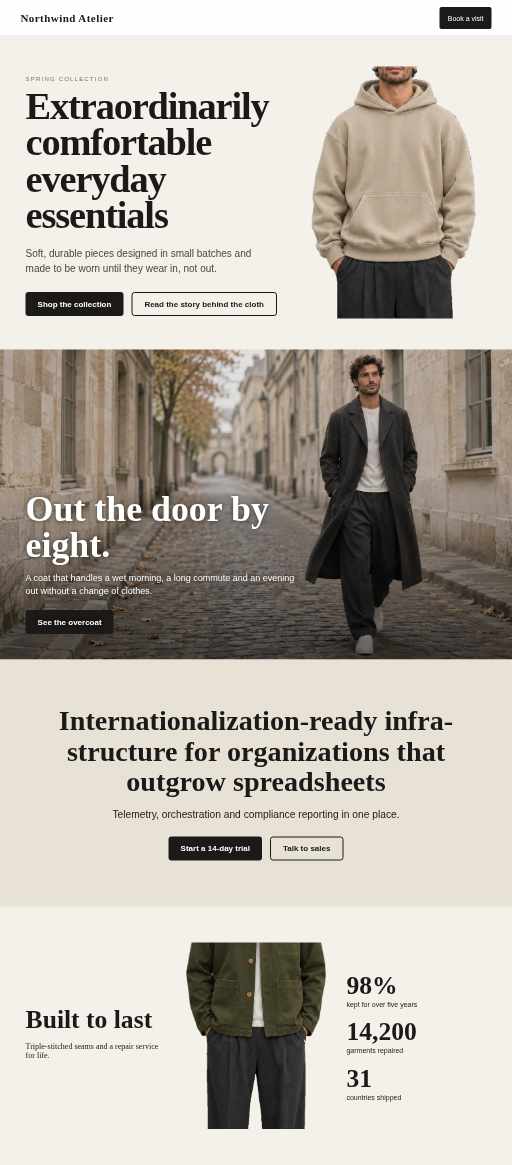 Northwind Atelier
Book a visit
SPRING COLLECTION
Extraordinarily
comfortable
everyday
essentials
Soft, durable pieces designed in small batches and
made to be worn until they wear in, not out.
Shop the collection
Read the story behind the cloth
Out the door by
eight.
A coat that handles a wet morning, a long commute and an evening
out without a change of clothes.
See the overcoat
Internationalization-ready infra-
structure for organizations that
outgrow spreadsheets
Telemetry, orchestration and compliance reporting in one place.
Start a 14-day trial
Talk to sales
Built to last
Triple-stitched seams and a repair service
for life.
98%
kept for over five years
14,200
garments repaired
31
countries shipped